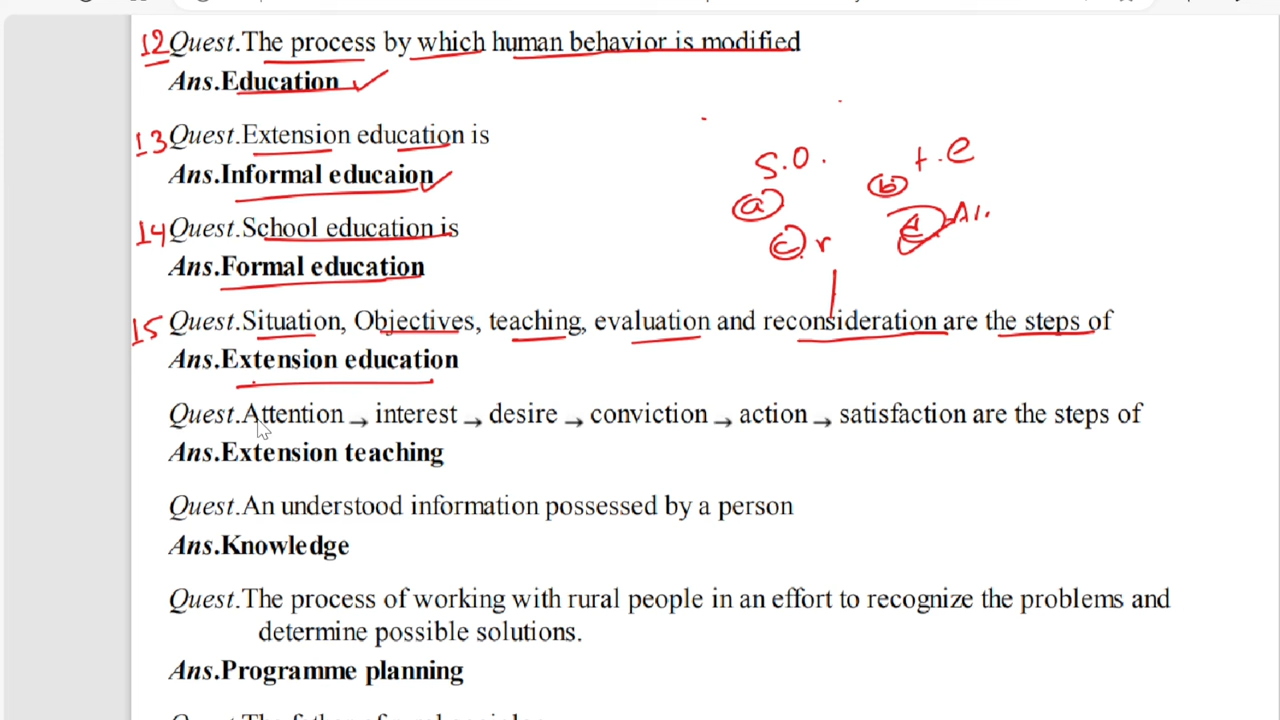 12 Quest.The process by which human behavior is modified
Ans.Education
13 Quest.Extension education is
Ans.Informal educaion
S.O. t.e
a b
c r d Al.
14 Quest.School education is
Ans.Formal education
15 Quest.Situation, Objectives, teaching, evaluation and reconsideration are the steps of
Ans.Extension education
Quest.Attention → interest → desire → conviction → action → satisfaction are the steps of
Ans.Extension teaching
Quest.An understood information possessed by a person
Ans.Knowledge
Quest.The process of working with rural people in an effort to recognize the problems and
determine possible solutions.
Ans.Programme planning